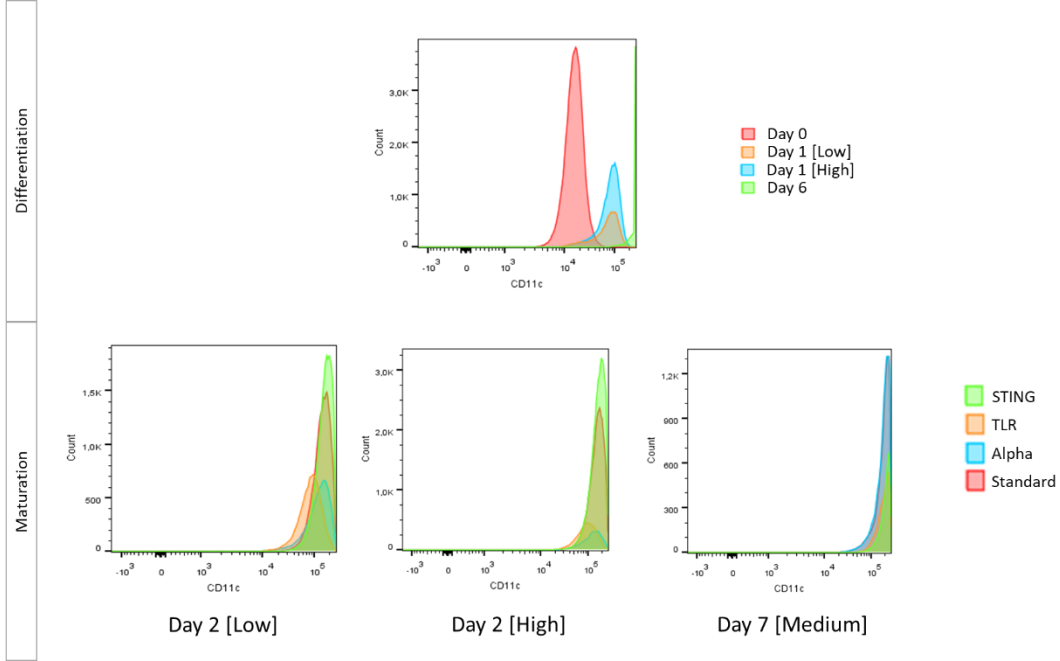 Differentiation
3,0K
2,0K
1,0K
0
Count
-10³ 0 10³ 10⁴ 10⁵
CD11c
Day 0
Day 1 [Low]
Day 1 [High]
Day 6
Maturation
1,5K
1,0K
500
0
Count
-10³ 0 10³ 10⁴ 10⁵
CD11c
Day 2 [Low]
3,0K
2,0K
1,0K
0
Count
-10³ 0 10³ 10⁴ 10⁵
CD11c
Day 2 [High]
1,2K
900
600
300
0
Count
-10³ 0 10³ 10⁴ 10⁵
CD11c
Day 7 [Medium]
STING
TLR
Alpha
Standard